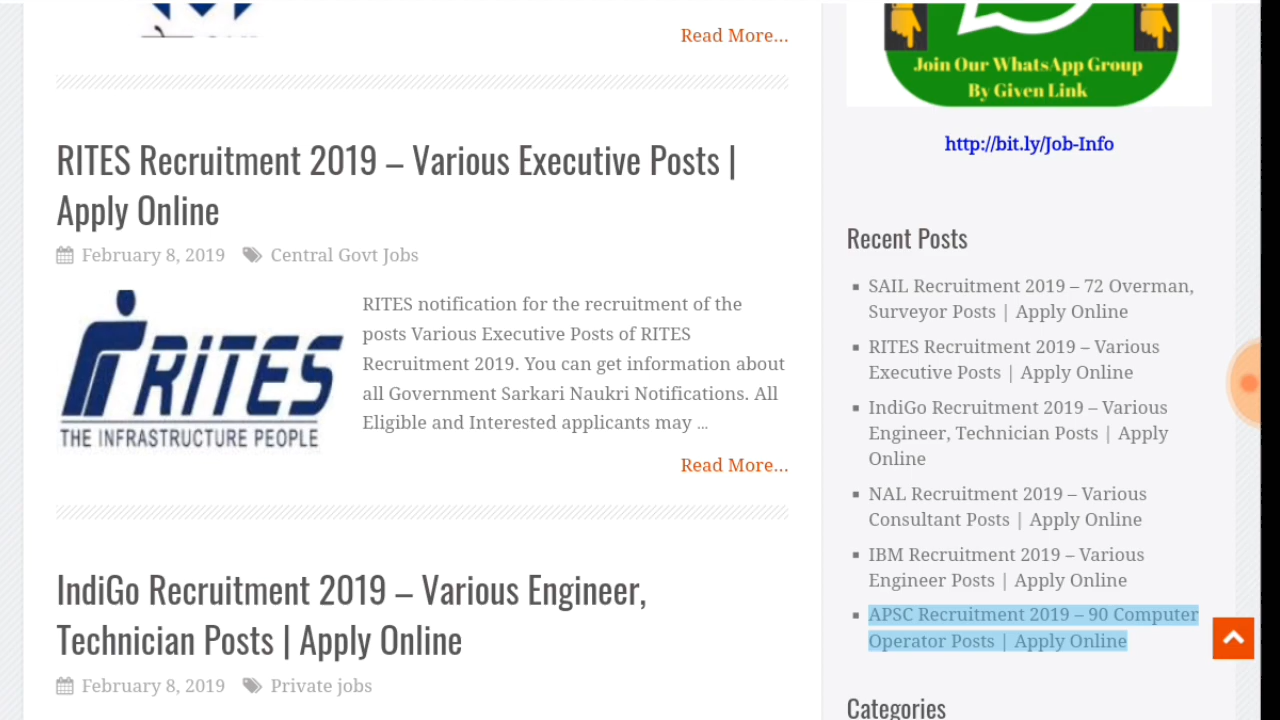 Read More...
RITES Recruitment 2019 – Various Executive Posts |
Apply Online
February 8, 2019 Central Govt Jobs
RITES
THE INFRASTRUCTURE PEOPLE
RITES notification for the recruitment of the
posts Various Executive Posts of RITES
Recruitment 2019. You can get information about
all Government Sarkari Naukri Notifications. All
Eligible and Interested applicants may ...
Read More...
IndiGo Recruitment 2019 – Various Engineer,
Technician Posts | Apply Online
February 8, 2019 Private jobs
Join Our WhatsApp Group
By Given Link
http://bit.ly/Job-Info
Recent Posts
SAIL Recruitment 2019 – 72 Overman,
Surveyor Posts | Apply Online
RITES Recruitment 2019 – Various
Executive Posts | Apply Online
IndiGo Recruitment 2019 – Various
Engineer, Technician Posts | Apply
Online
NAL Recruitment 2019 – Various
Consultant Posts | Apply Online
IBM Recruitment 2019 – Various
Engineer Posts | Apply Online
APSC Recruitment 2019 – 90 Computer
Operator Posts | Apply Online
Categories